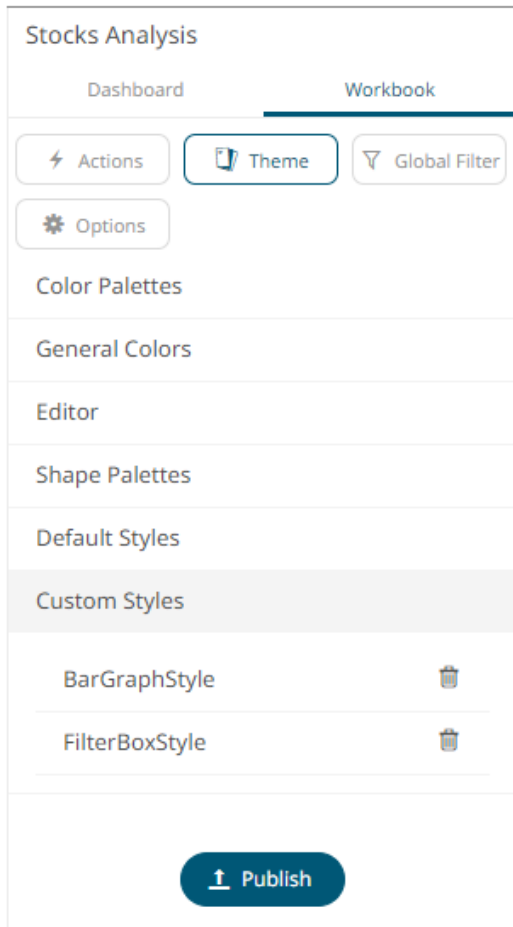 Stocks Analysis
Dashboard Workbook
Actions Theme Global Filter
Options
Color Palettes
General Colors
Editor
Shape Palettes
Default Styles
Custom Styles
BarGraphStyle
FilterBoxStyle
Publish